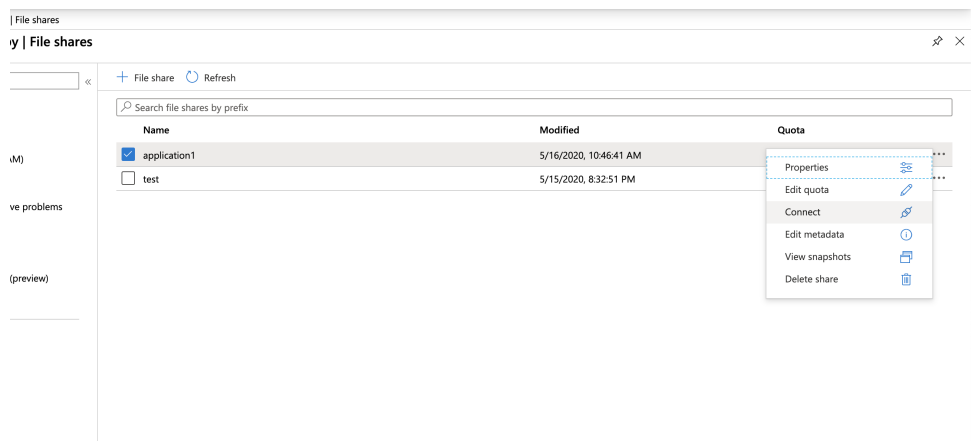 | File shares
y | File shares
File share Refresh
Search file shares by prefix
Name Modified Quota
AM)
application1 5/16/2020, 10:46:41 AM
test 5/15/2020, 8:32:51 PM
Properties
Edit quota
ve problems
Connect
Edit metadata
View snapshots
(preview)
Delete share